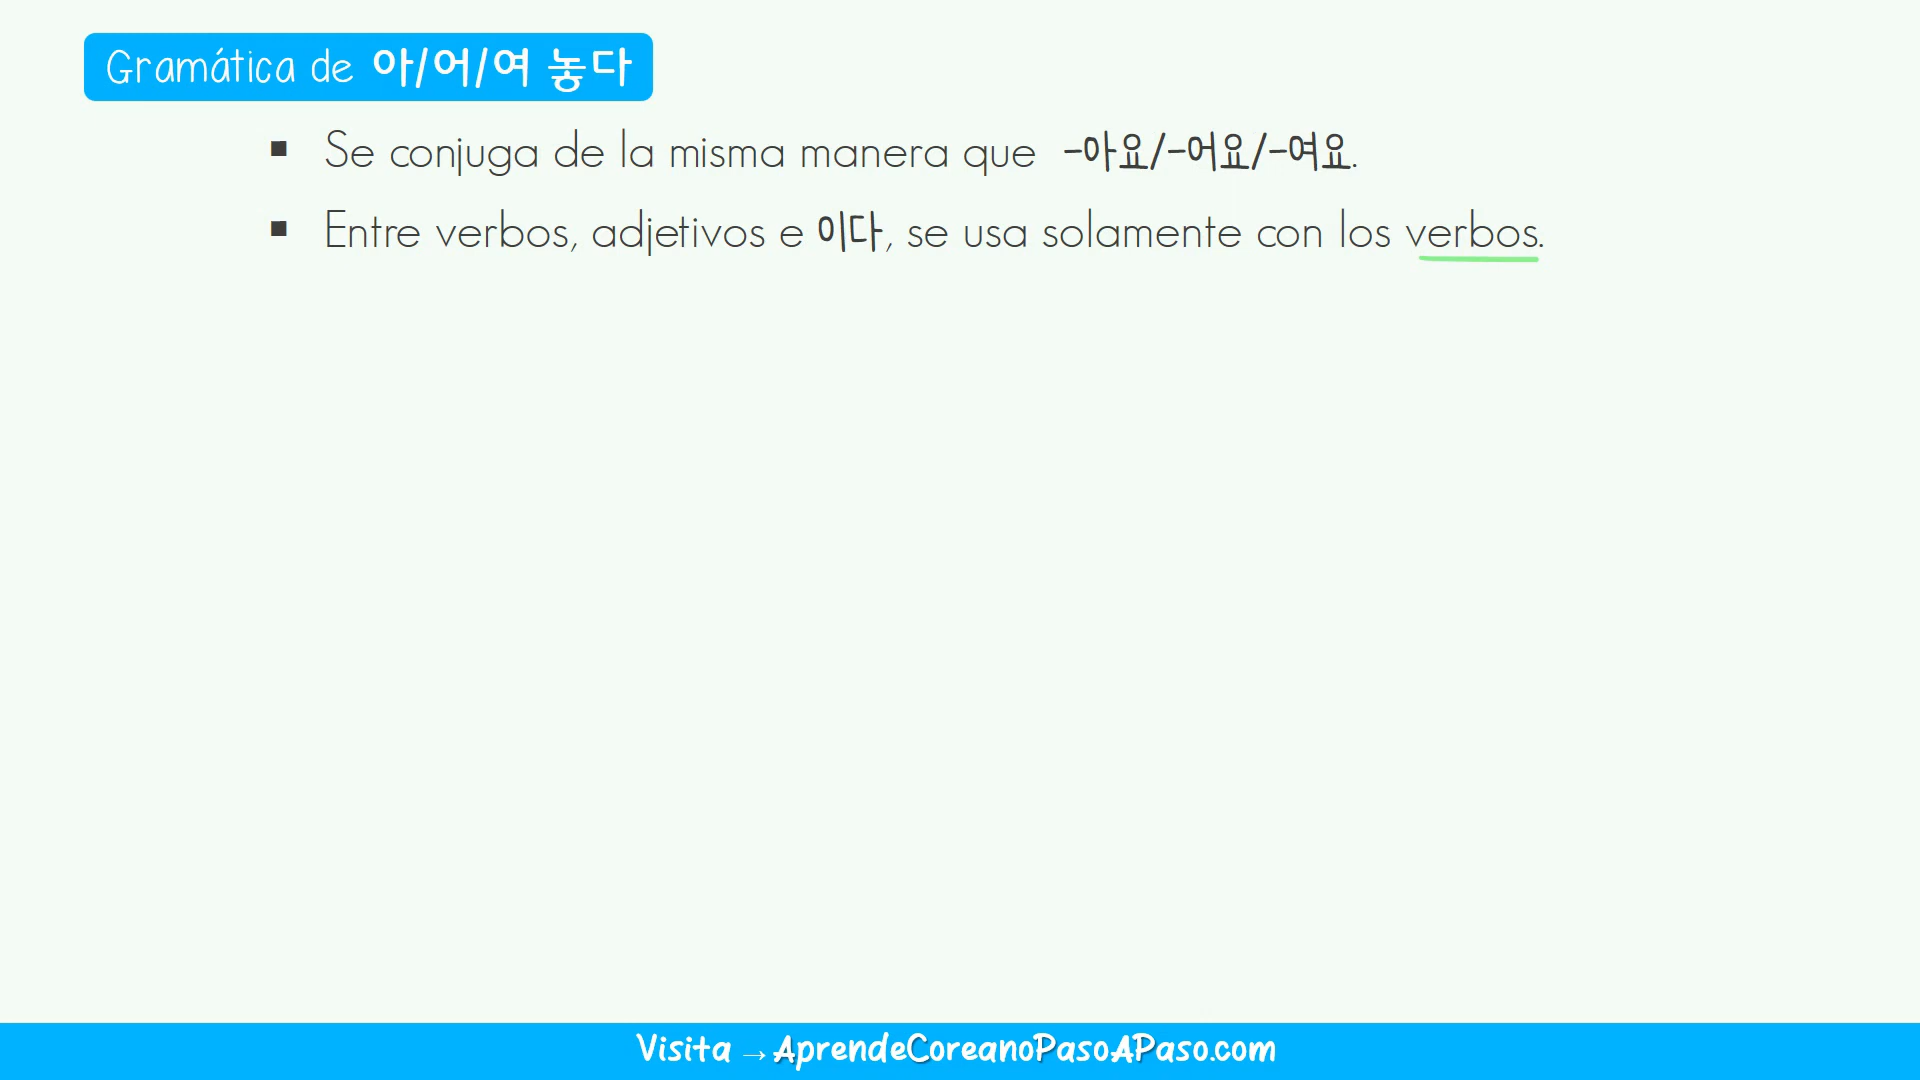 Gramática de 아/어/여 놓다
▪ Se conjuga de la misma manera que -아요/-어요/-여요.
▪ Entre verbos, adjetivos e 이다, se usa solamente con los verbos.
Visita → AprendeCoreanoPasoAPaso.com